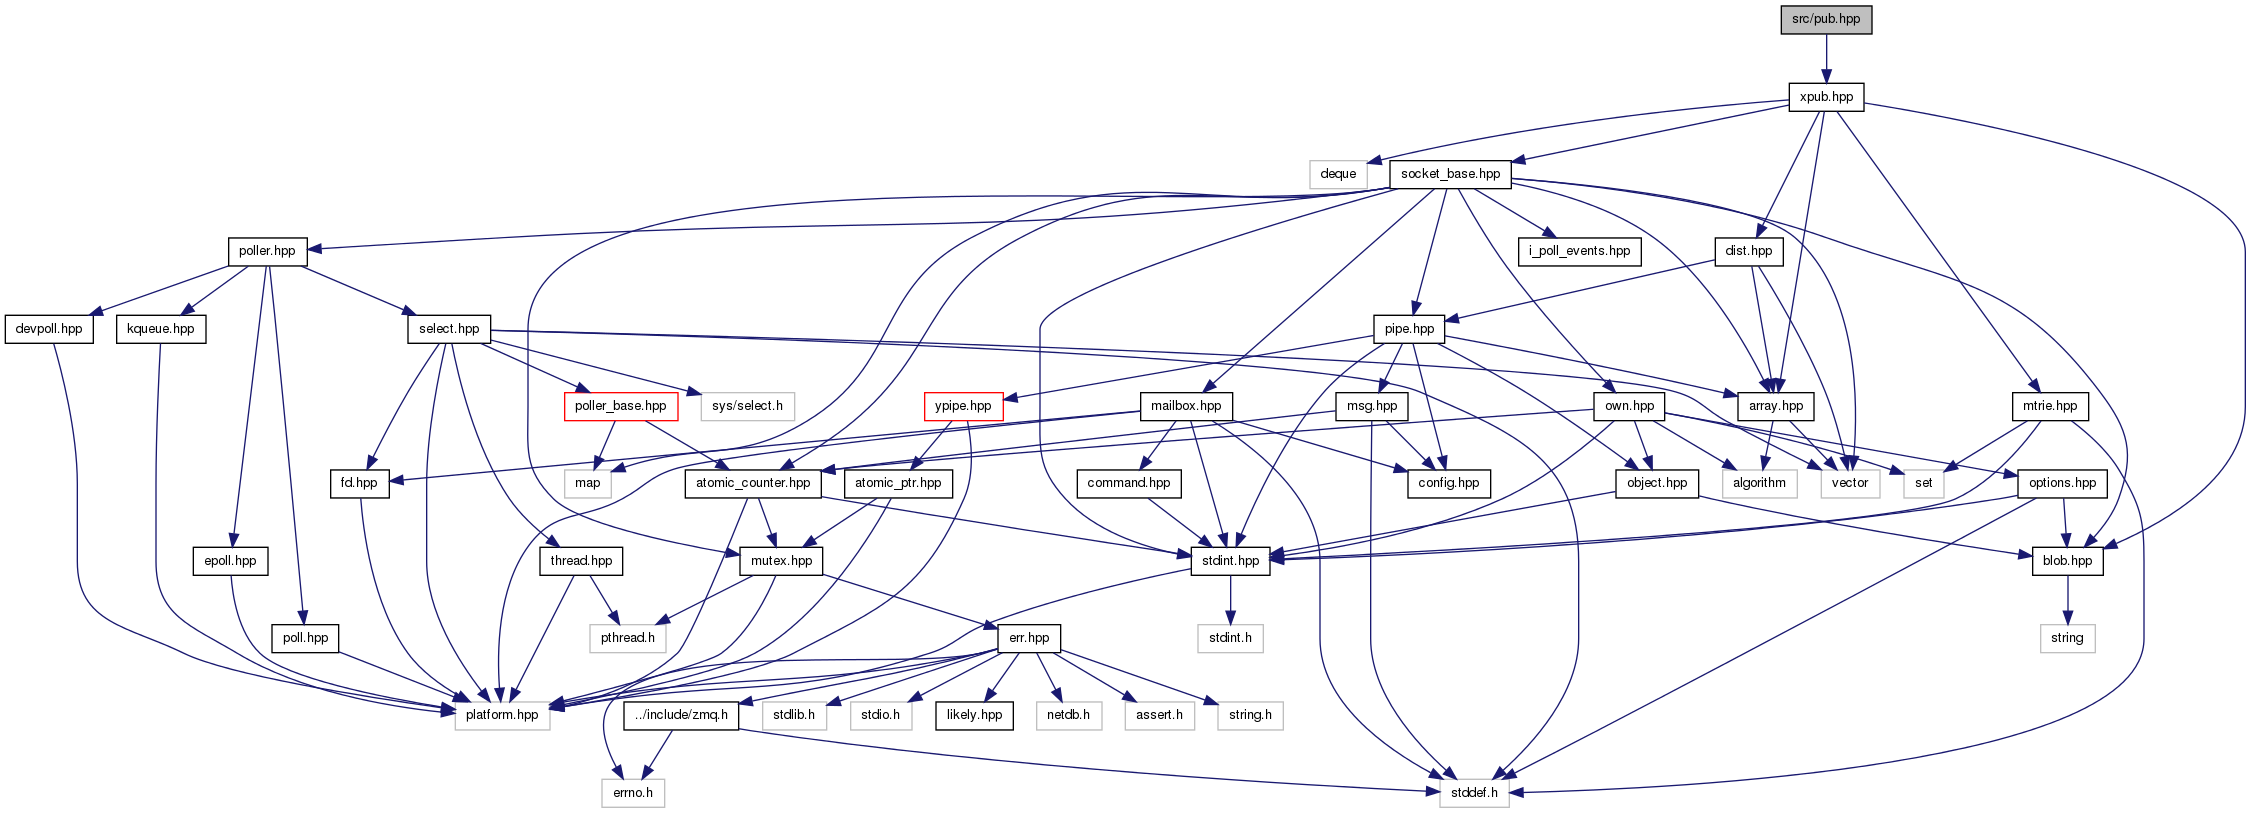 src/pub.hpp
xpub.hpp
deque
socket_base.hpp
poller.hpp
i_poll_events.hpp
dist.hpp
devpoll.hpp
kqueue.hpp
select.hpp
pipe.hpp
poller_base.hpp
sys/select.h
ypipe.hpp
mailbox.hpp
msg.hpp
own.hpp
array.hpp
mtrie.hpp
fd.hpp
map
atomic_counter.hpp
atomic_ptr.hpp
command.hpp
config.hpp
object.hpp
algorithm
vector
set
options.hpp
epoll.hpp
thread.hpp
mutex.hpp
stdint.hpp
blob.hpp
poll.hpp
pthread.h
err.hpp
stdint.h
string
platform.hpp
../include/zmq.h
stdlib.h
stdio.h
likely.hpp
netdb.h
assert.h
string.h
errno.h
stddef.h